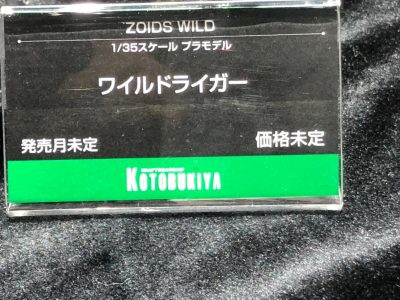 ZOIDS WILD
1/35スケール プラモデル
ワイルドライガー
発売月未定 価格未定
KOTOBUKIYA